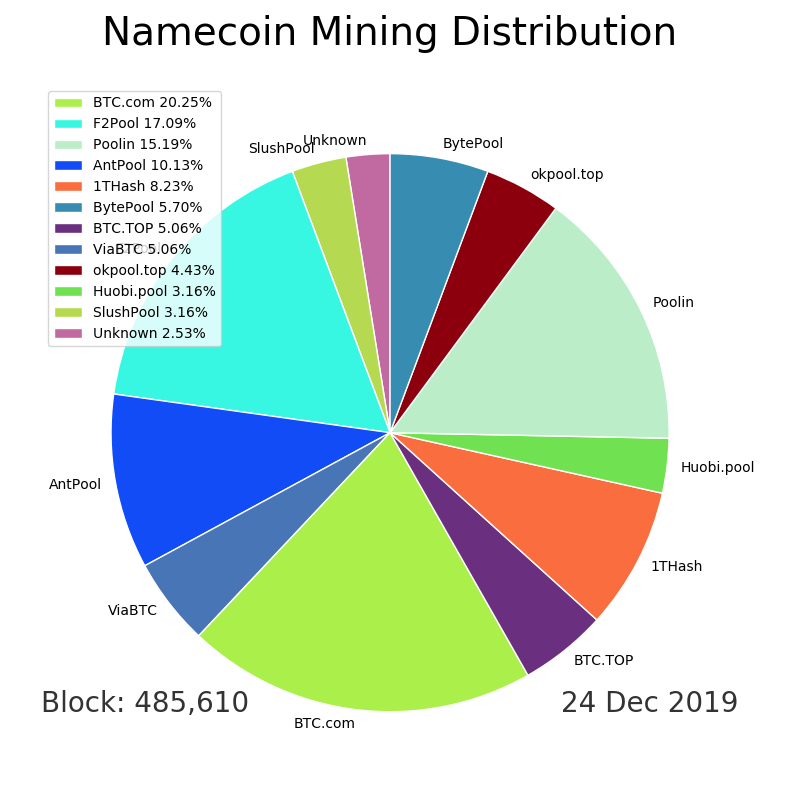 Namecoin Mining Distribution
BTC.com 20.25%
F2Pool 17.09%
Poolin 15.19%
AntPool 10.13%
1THash 8.23%
BytePool 5.70%
BTC.TOP 5.06%
ViaBTC 5.06%
okpool.top 4.43%
Huobi.pool 3.16%
SlushPool 3.16%
Unknown 2.53%
Unknown
SlushPool
BytePool
okpool.top
Poolin
Huobi.pool
1THash
BTC.TOP
BTC.com
ViaBTC
AntPool
Block: 485,610
24 Dec 2019